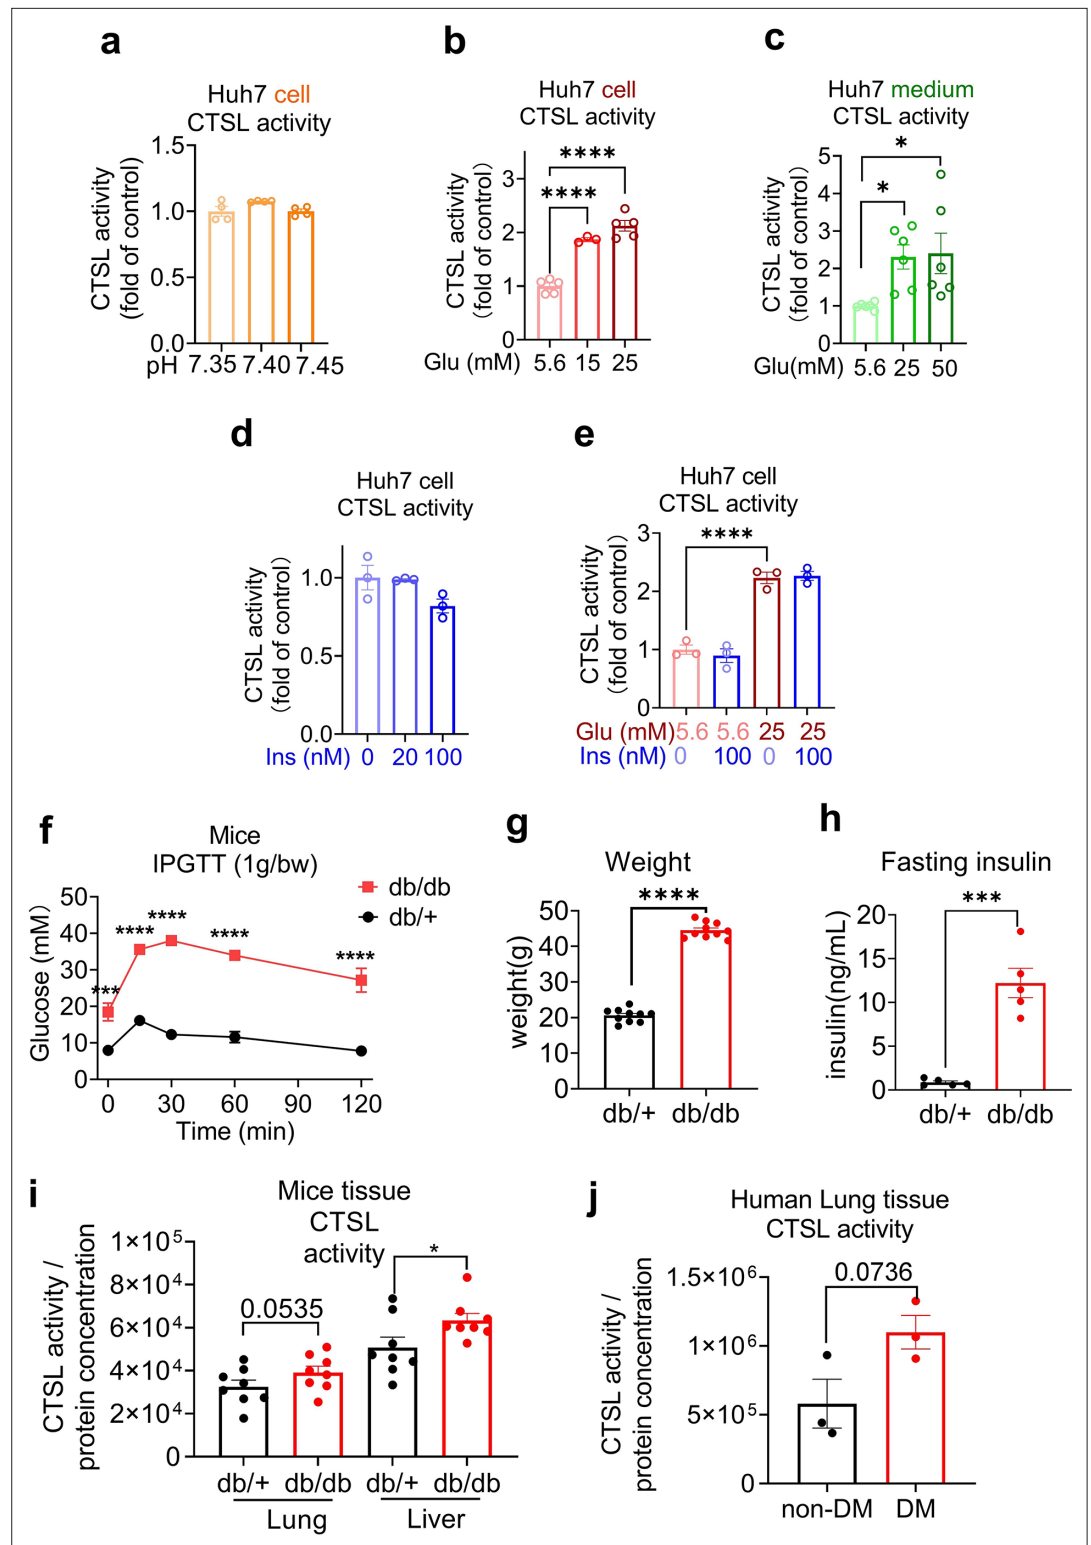 a
Huh7 cell
CTSL activity
CTSL activity
(fold of control)
1.5
1.0
0.5
0.0
pH 7.35 7.40 7.45
b
Huh7 cell
CTSL activity
CTSL activity
(fold of control)
****
****
3
2
1
0
Glu (mM) 5.6 15 25
c
Huh7 medium
CTSL activity
CTSL activity
(fold of control)
*
*
5
4
3
2
1
0
Glu(mM) 5.6 25 50
d
Huh7 cell
CTSL activity
CTSL activity
(fold of control)
1.0
0.5
0.0
Ins (nM) 0 20 100
e
Huh7 cell
CTSL activity
CTSL activity
(fold of control)
****
3
2
1
0
Glu (mM) 5.6 5.6 25 25
Ins (nM) 0 100 0 100
f
Mice
IPGTT (1g/bw)
db/db
db/+
Glucose (mM)
50
40
30
20
10
0
***
****
****
****
****
0 30 60 90 120
Time (min)
g
Weight
****
weight(g)
50
40
30
20
10
0
db/+ db/db
h
Fasting insulin
***
insulin(ng/mL)
20
15
10
5
0
db/+ db/db
i
Mice tissue
CTSL
activity
CTSL activity /
protein concentration
1×10⁵
8×10⁴
6×10⁴
4×10⁴
2×10⁴
0
0.0535
*
db/+ db/db db/+ db/db
Lung Liver
j
Human Lung tissue
CTSL activity
CTSL activity /
protein concentration
1.5×10⁶
1×10⁶
5×10⁵
0
0.0736
non-DM DM